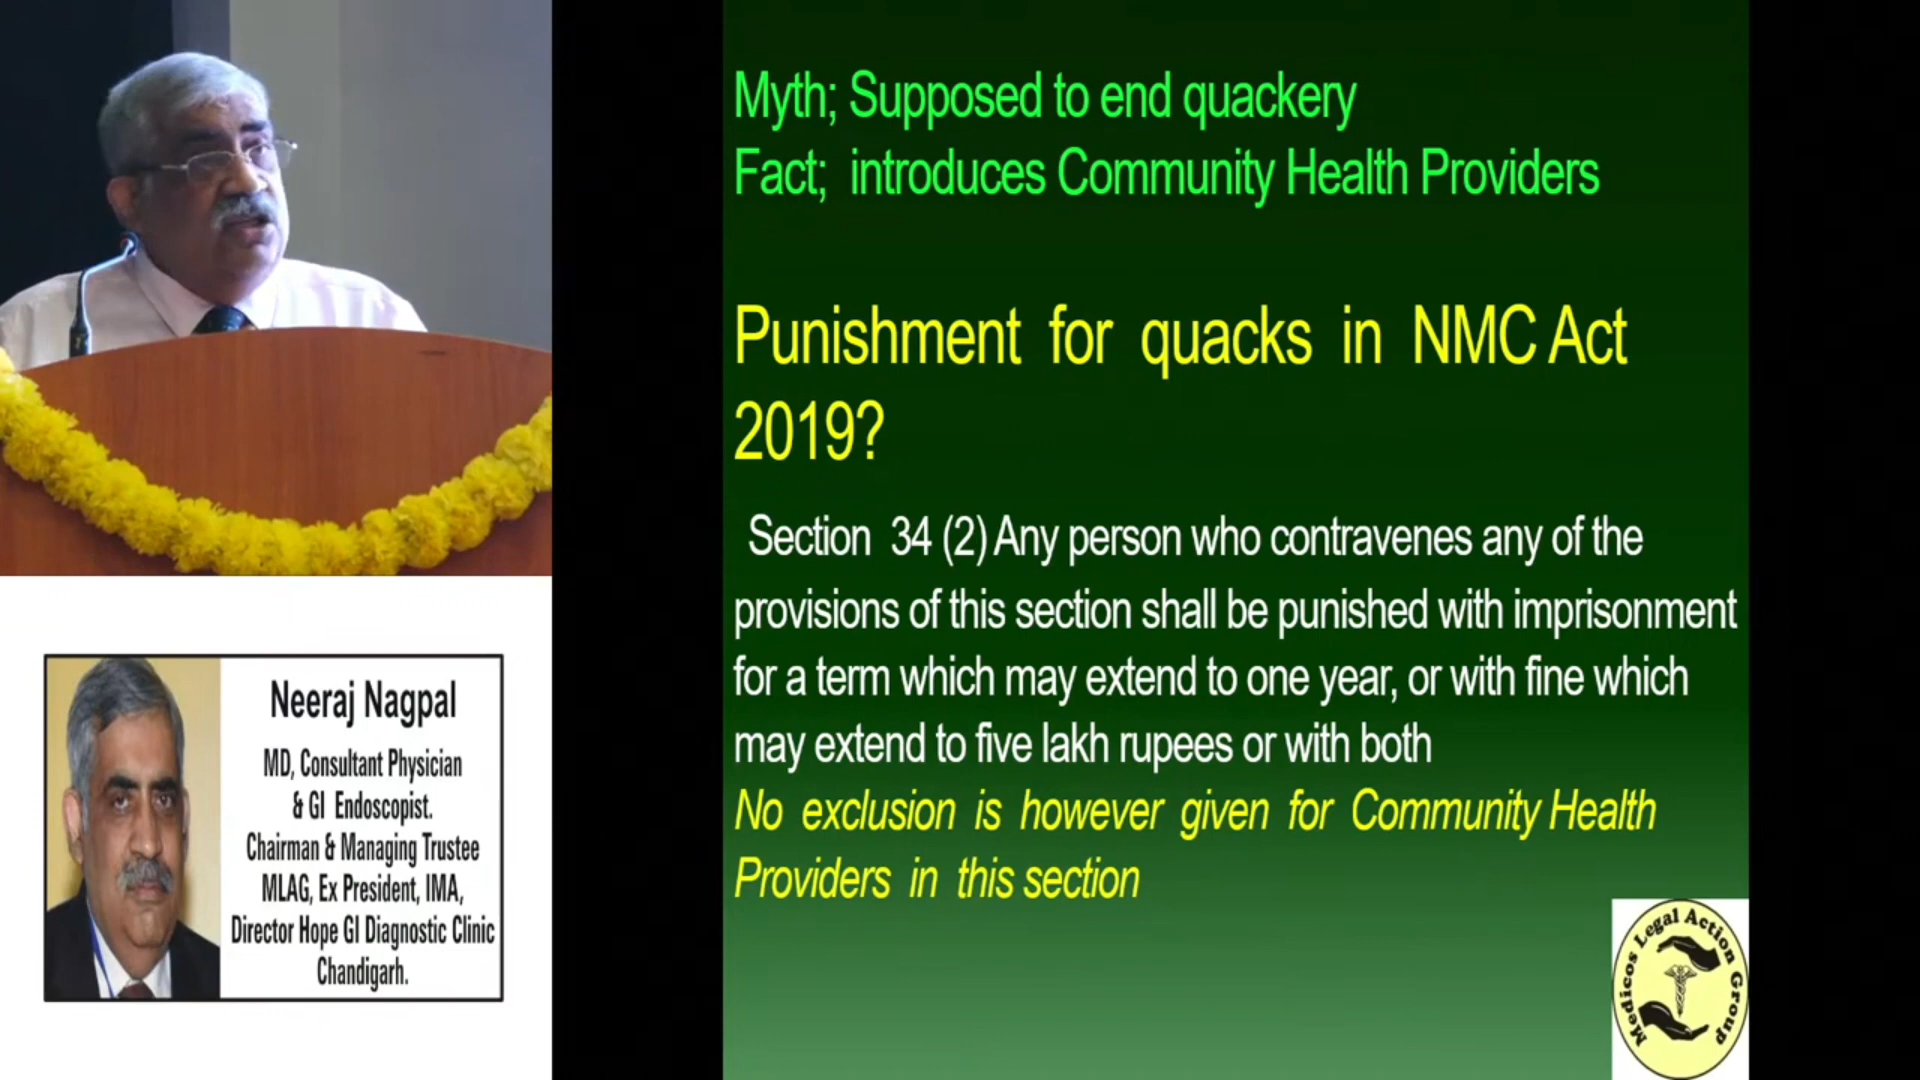 Myth; Supposed to end quackery
Fact; introduces Community Health Providers
Punishment for quacks in NMC Act
2019?
Section 34 (2) Any person who contravenes any of the
provisions of this section shall be punished with imprisonment
for a term which may extend to one year, or with fine which
may extend to five lakh rupees or with both
No exclusion is however given for Community Health
Providers in this section
Neeraj Nagpal
MD, Consultant Physician
& GI Endoscopist.
Chairman & Managing Trustee
MLAG, Ex President, IMA,
Director Hope GI Diagnostic Clinic
Chandigarh.
Medicos Legal Action Group